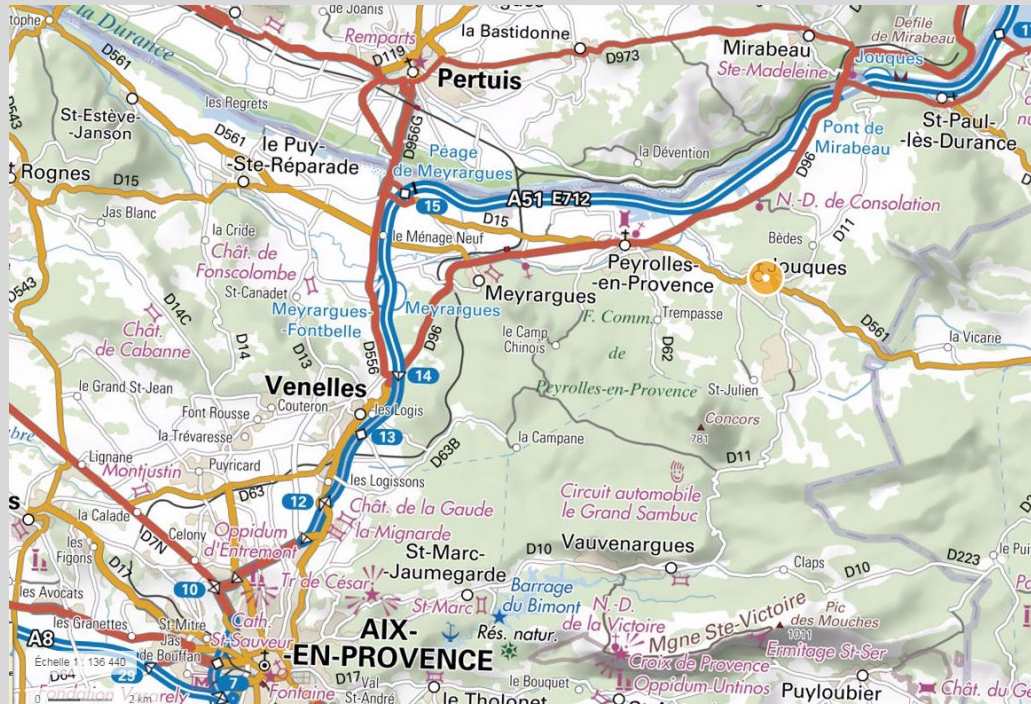 tophe
la Durance
de Joanis
Remparts
D119
la Bastidonne
D973
Mirabeau
Ste-Madeleine
Défilé
de Mirabeau
Jouques
D561
Pertuis
les Regrets
St-Estève-
-Janson
D543
D561
D956G
le Puy-
-Ste-Réparade
Péage
de Meyrargues
la Dévention
Pont de
Mirabeau
St-Paul-
-lès-Durance
D96
Rognes
D15
15
A51 E712
D15
N.-D. de Consolation
Jas Blanc
la Cride
le Ménage Neuf
Bèdes
D11
Chât. de
Fonscolombe
St-Canadet
Peyrolles-
-en-Provence
Jouques
D543
Meyrargues
Meyrargues-
-Fontbelle
Meyrargues
D14C
Chât.
de Cabanne
D14
D13
D556
D96
le Camp
Chinois
F. Comm.
de
Peyrolles-en-Provence
Trempasse
D62
D561
la Vicarie
le Grand St-Jean
Venelles
14
St-Julien
Font Rousse
Couteron
les Logis
la Trévaresse
13
Concors
781
D63B
la Campane
D11
Lignane
Montjustin
Puyricard
D63
les Logissons
12
Circuit automobile
le Grand Sambuc
la Calade
D7N
Celony
Oppidum
d'Entremont
Chât. de la Gaude
la Mignarde
les
Figons
D17
Vauvenargues
D10
St-Marc-
-Jaumegarde
Claps
D10
D223
10
Tr de César
les Avocats
St-Marc
Barrage
du Bimont
N.-D.
de la Victoire
Mgne Ste-Victoire
Pic
des Mouches
1011
les Granettes
St-Mitre
Jas
de Bouffan
Cath.
St-Sauveur
AIX-
-EN-PROVENCE
Rés. natur.
Croix de Provence
Ermitage St-Ser
A8
Échelle 1 : 136 440
D64
29
7
D17
Val
St-André
le Bouquet
Oppidum Untinos
Puyloubier
0
2 km
Fontaine
le Tholonet